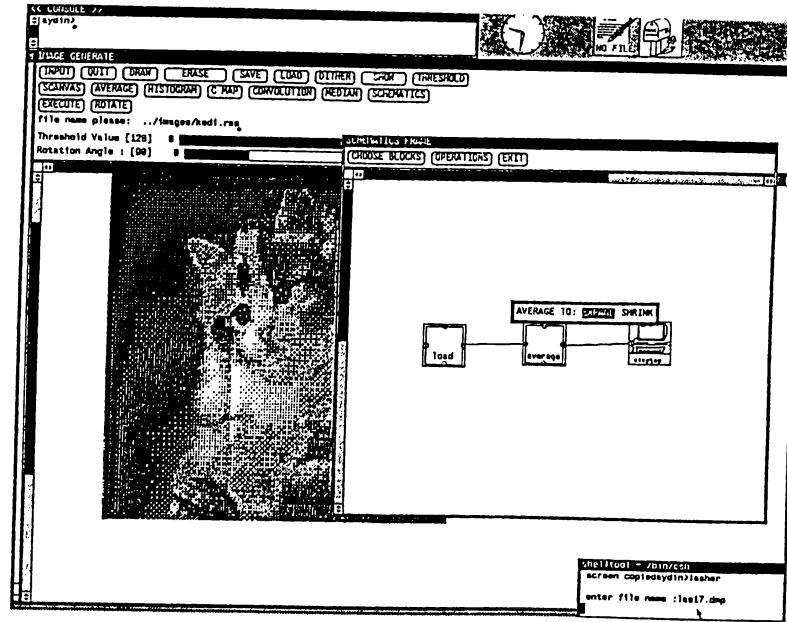 << CONSOLE >>
aydin>
NO FILE
IMAGE GENERATE
INPUT QUIT DRAW ERASE SAVE LOAD DITHER SHOW THRESHOLD
SCANVAS AVERAGE HISTOGRAM C MAP CONVOLUTION MEDIAN SCHEMATICS
EXECUTE ROTATE
file name please: ../images/kedi.ras
Threshold Value [128] 0
Rotation Angle : [90] 0
SCHEMATICS FRAME
CHOOSE BLOCKS OPERATIONS EXIT
AVERAGE TO: SHRINK
load
average
display
shelltool - /bin/csh
screen copiedaydin>lasher
enter file name :las17.dmp